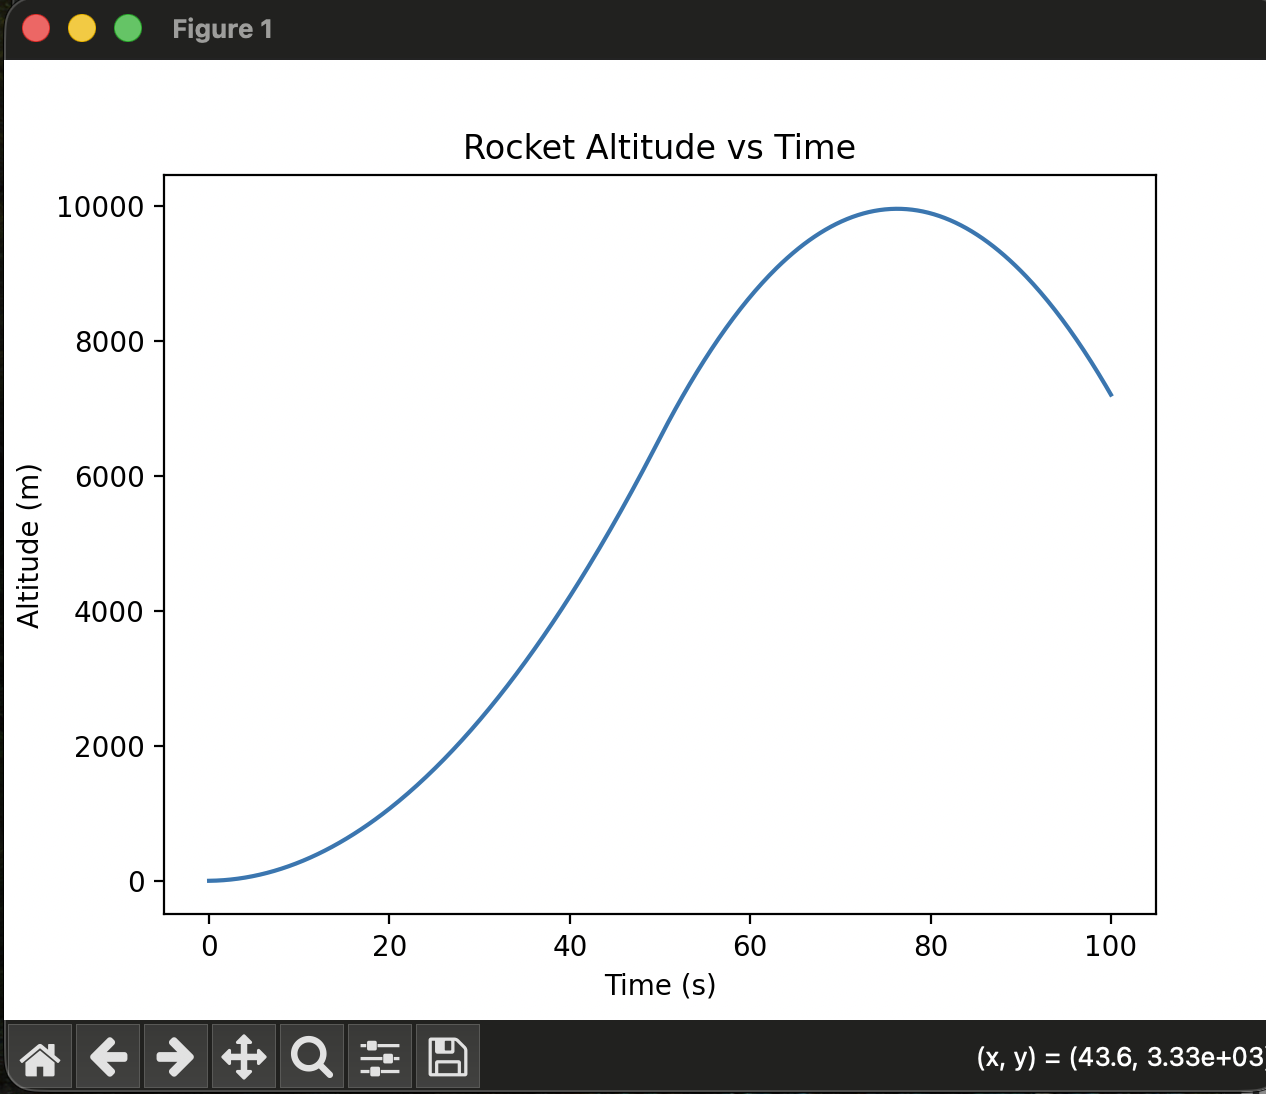 Figure 1
Rocket Altitude vs Time
10000
8000
6000
4000
2000
0
Altitude (m)
0 20 40 60 80 100
Time (s)
(x, y) = (43.6, 3.33e+03)